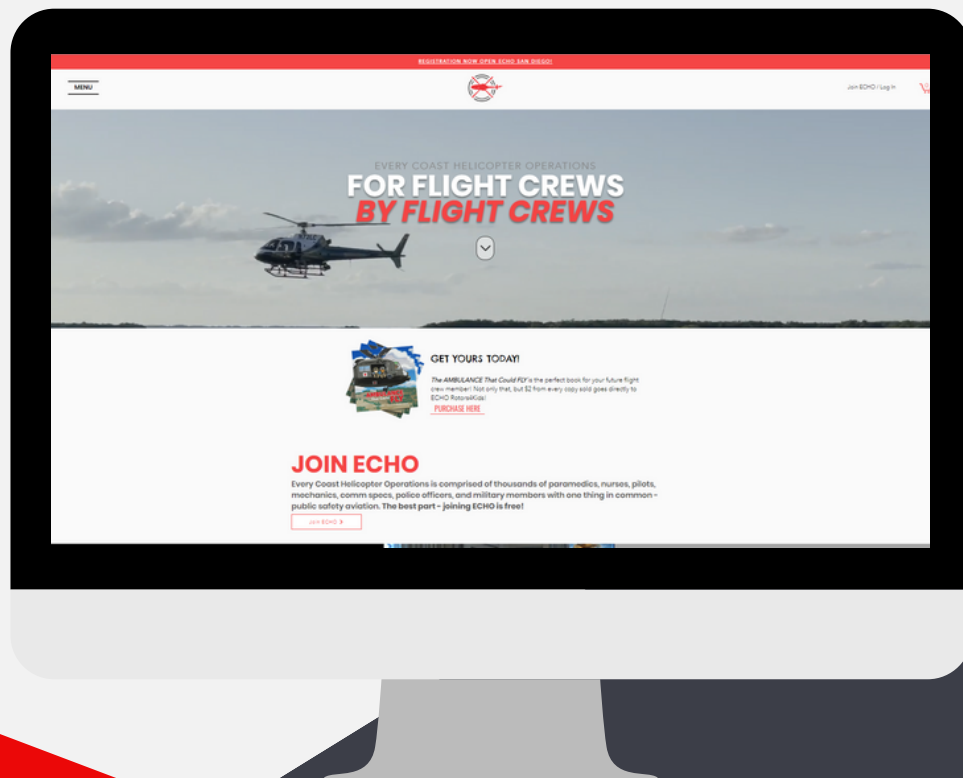 REGISTRATION NOW OPEN ECHO SAN DIEGO!
MENU
Join ECHO / Log In
EVERY COAST HELICOPTER OPERATIONS
FOR FLIGHT CREWS
BY FLIGHT CREWS
GET YOURS TODAY!
The AMBULANCE That Could FLY is the perfect book for your future flight
crew member! Not only that, but $2 from every copy sold goes directly to
ECHO Rotors4Kids!
PURCHASE HERE
JOIN ECHO
Every Coast Helicopter Operations is comprised of thousands of paramedics, nurses, pilots,
mechanics, comm specs, police officers, and military members with one thing in common -
public safety aviation. The best part - joining ECHO is free!
Join ECHO >